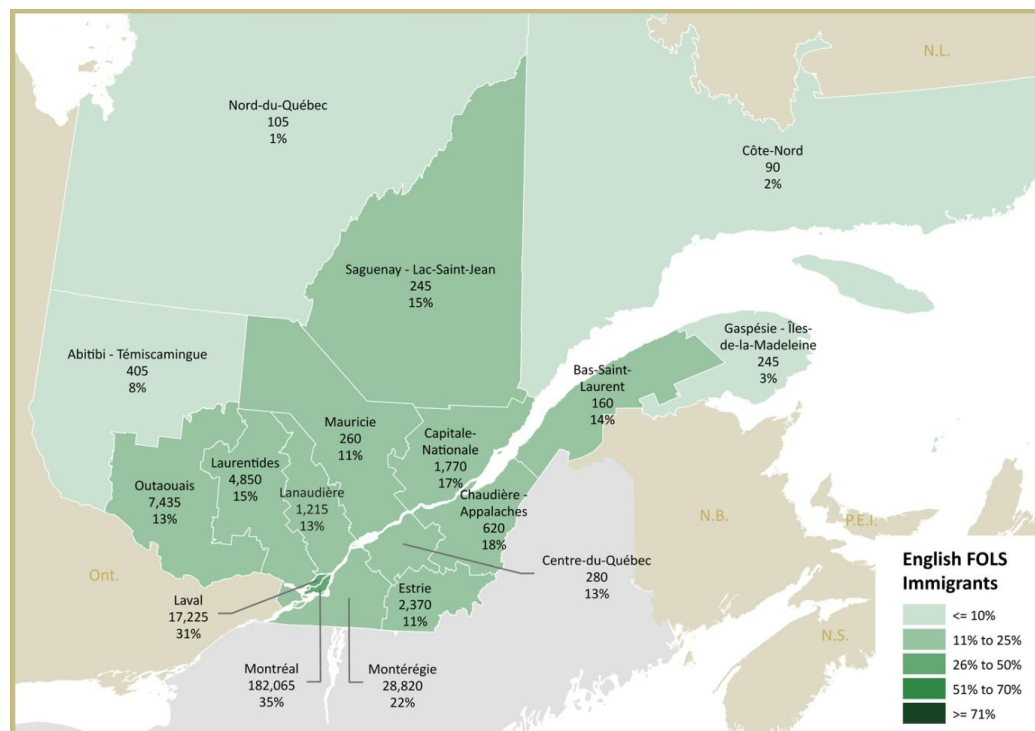 N.L.
Nord-du-Québec
105
1%
Côte-Nord
90
2%
Saguenay - Lac-Saint-Jean
245
15%
Abitibi - Témiscamingue
405
8%
Gaspésie - Îles-
de-la-Madeleine
245
3%
Bas-Saint-
Laurent
160
14%
Mauricie
260
11%
Capitale-
Nationale
1,770
17%
Laurentides
4,850
15%
Outaouais
7,435
13%
Lanaudière
1,215
13%
Chaudière -
Appalaches
620
18%
N.B.
P.E.I.
Ont.
Centre-du-Québec
280
13%
Estrie
2,370
11%
Laval
17,225
31%
N.S.
Montréal
182,065
35%
Montérégie
28,820
22%
English FOLS
Immigrants
<= 10%
11% to 25%
26% to 50%
51% to 70%
>= 71%